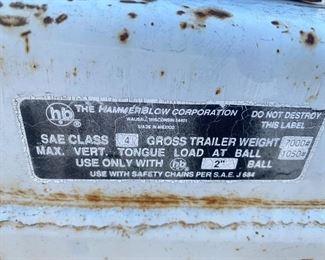 hb THE HAMMERBLOW CORPORATION
WAUSAU, WISCONSIN 54401
MADE IN MEXICO
DO NOT DESTROY
THIS LABEL
SAE CLASS 4 GROSS TRAILER WEIGHT 7000#
MAX. VERT. TONGUE LOAD AT BALL 1050#
USE ONLY WITH hb 2" BALL
USE WITH SAFETY CHAINS PER S.A.E. J 684